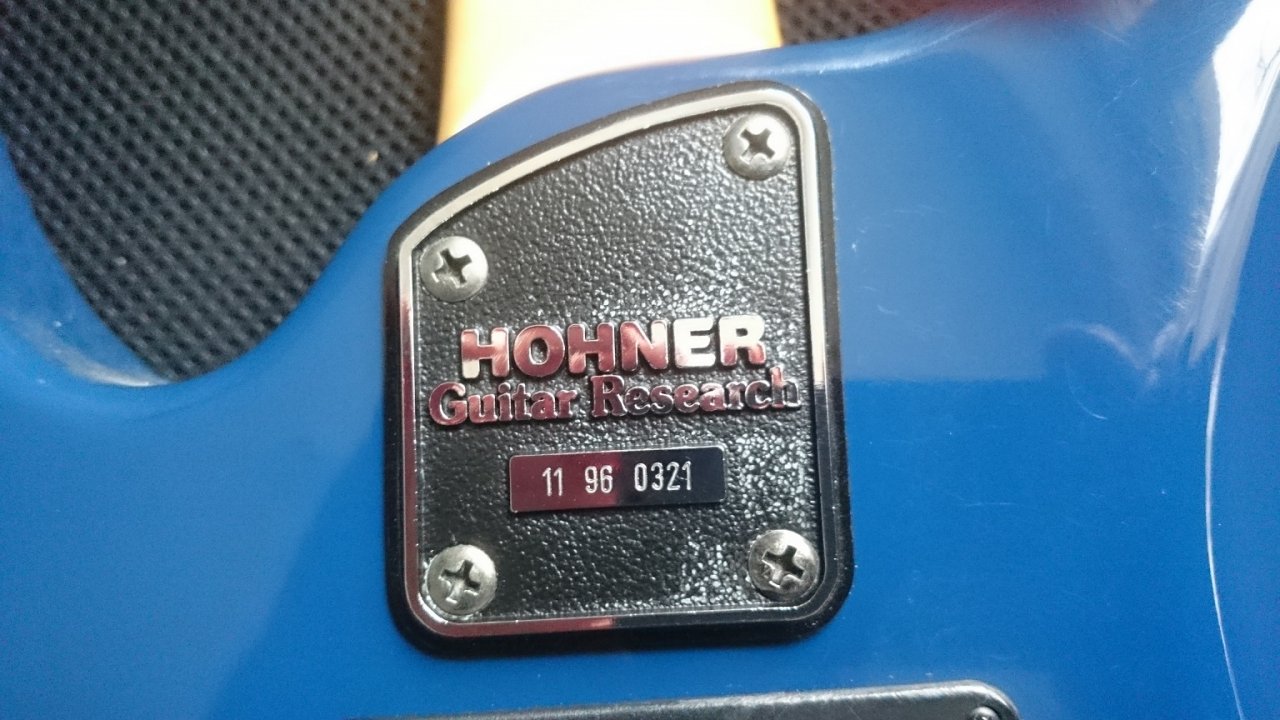 HOHNER
Guitar Research
11 96 0321